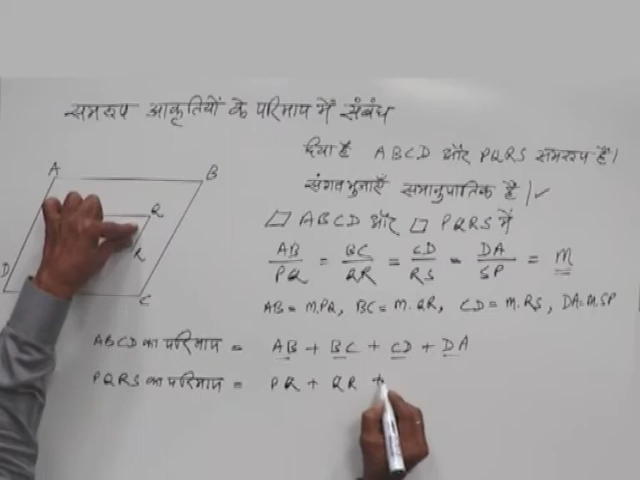 समरूप आकृतियों के परिमाप में संबंध
दिया है ABCD और PQRS समरूप हैं।
संगत भुजाएँ समानुपातिक है। ✓
▱ ABCD और ▱ PQRS में
AB/PQ = BC/QR = CD/RS = DA/SP = M
AB = M.PQ, BC = M.QR, CD = M.RS, DA = M.SP
ABCD का परिमाप = AB + BC + CD + DA
PQRS का परिमाप = PQ + QR +
A
B
Q
R
D
C